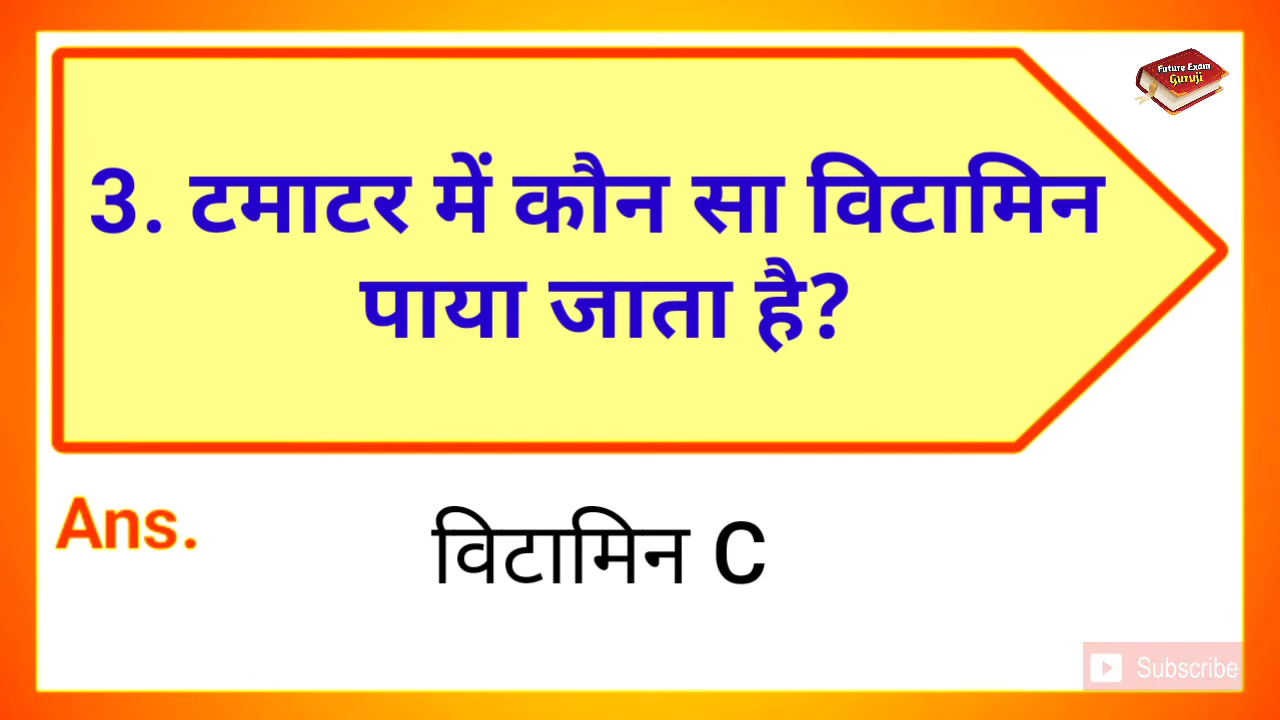 Future Exam
Guruji
3. टमाटर में कौन सा विटामिन
पाया जाता है?
Ans.
विटामिन C
Subscribe